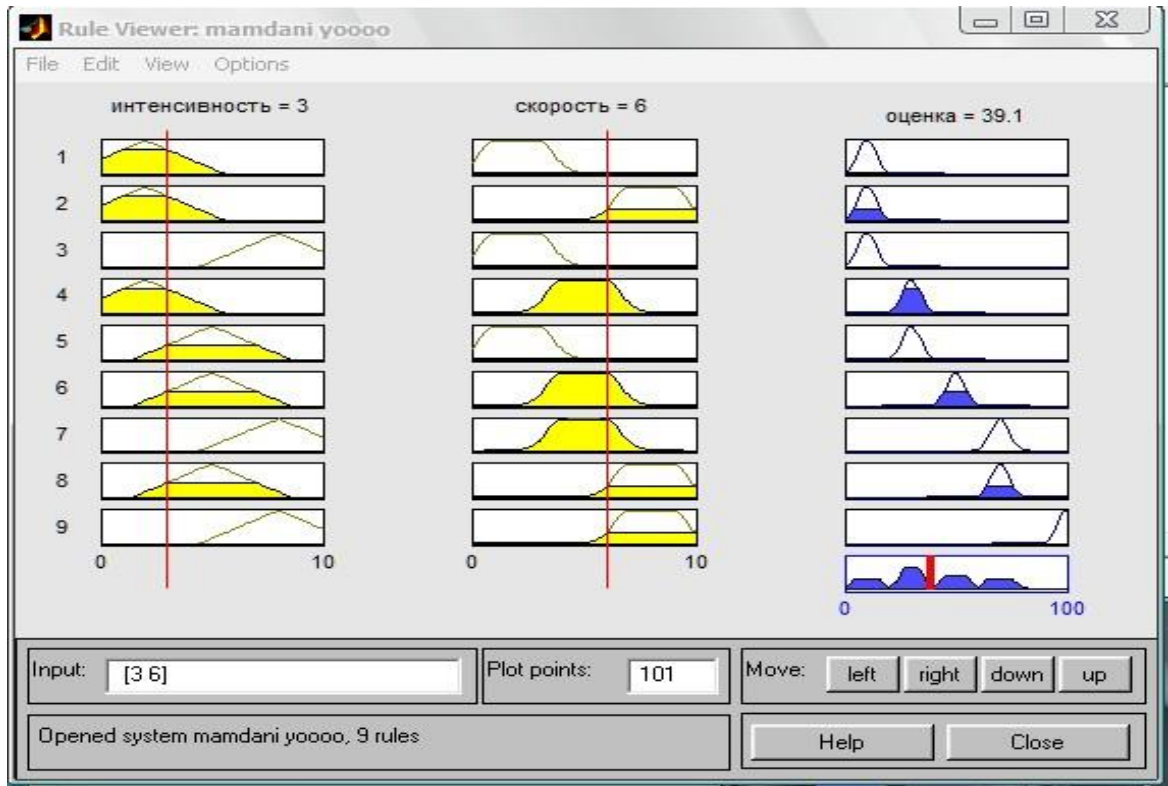 Rule Viewer: mamdani yoooo
File Edit View Options
интенсивность = 3
скорость = 6
оценка = 39.1
1
2
3
4
5
6
7
8
9
0 10
0 10
0 100
Input: [3 6]
Plot points: 101
Move: left right down up
Opened system mamdani yoooo, 9 rules
Help Close